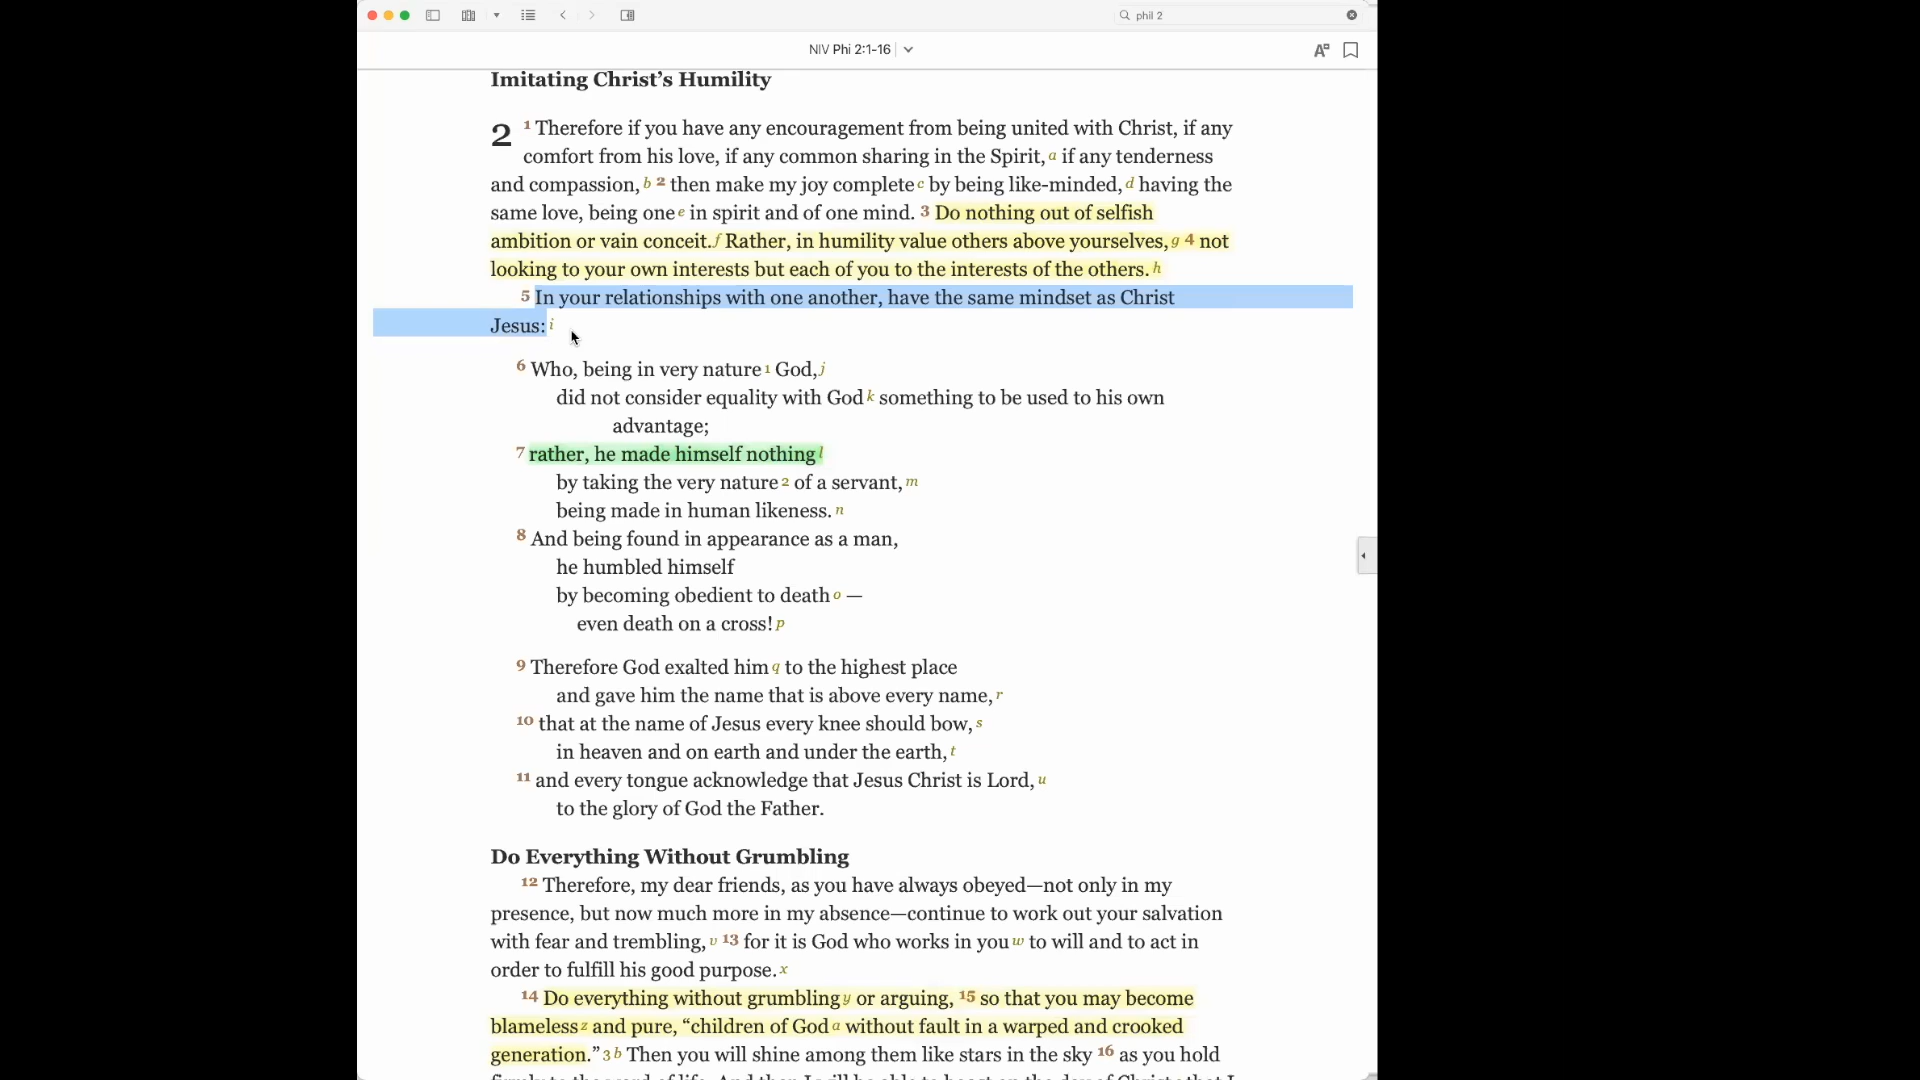 phil 2
NIV Phi 2:1-16
Imitating Christ’s Humility
2 1 Therefore if you have any encouragement from being united with Christ, if any
comfort from his love, if any common sharing in the Spirit, a if any tenderness
and compassion, b 2 then make my joy complete c by being like-minded, d having the
same love, being one e in spirit and of one mind. 3 Do nothing out of selfish
ambition or vain conceit. f Rather, in humility value others above yourselves, g 4 not
looking to your own interests but each of you to the interests of the others. h
5 In your relationships with one another, have the same mindset as Christ
Jesus: i
6 Who, being in very nature 1 God, j
did not consider equality with God k something to be used to his own
advantage;
7 rather, he made himself nothing l
by taking the very nature 2 of a servant, m
being made in human likeness. n
8 And being found in appearance as a man,
he humbled himself
by becoming obedient to death o —
even death on a cross! p
9 Therefore God exalted him q to the highest place
and gave him the name that is above every name, r
10 that at the name of Jesus every knee should bow, s
in heaven and on earth and under the earth, t
11 and every tongue acknowledge that Jesus Christ is Lord, u
to the glory of God the Father.
Do Everything Without Grumbling
12 Therefore, my dear friends, as you have always obeyed—not only in my
presence, but now much more in my absence—continue to work out your salvation
with fear and trembling, v 13 for it is God who works in you w to will and to act in
order to fulfill his good purpose. x
14 Do everything without grumbling y or arguing, 15 so that you may become
blameless z and pure, “children of God a without fault in a warped and crooked
generation.” 3 b Then you will shine among them like stars in the sky 16 as you hold